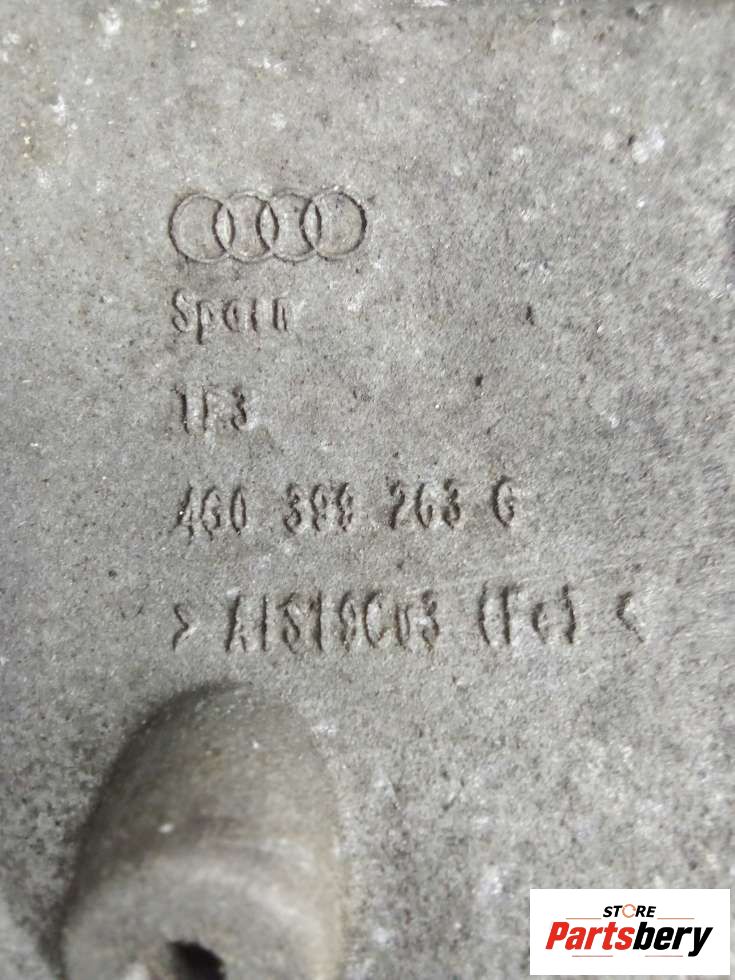 Spain
4G0 399 263 G
> AlSi9Cu3 (Fe) <
STORE
Partsbery